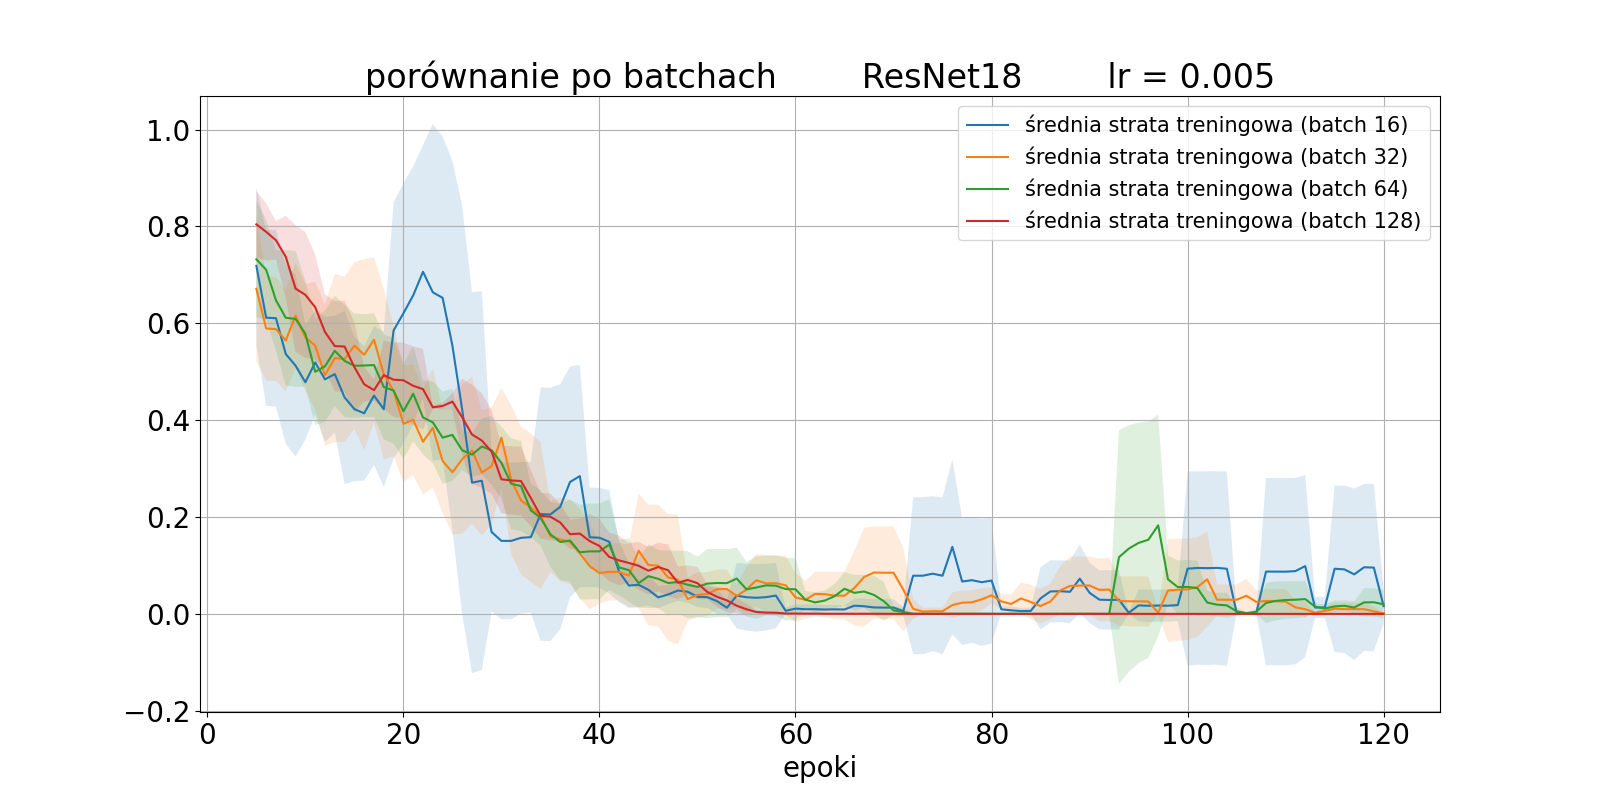 porównanie po batchach ResNet18 lr = 0.005
średnia strata treningowa (batch 16)
średnia strata treningowa (batch 32)
średnia strata treningowa (batch 64)
średnia strata treningowa (batch 128)
1.0
0.8
0.6
0.4
0.2
0.0
−0.2
0 20 40 60 80 100 120
epoki